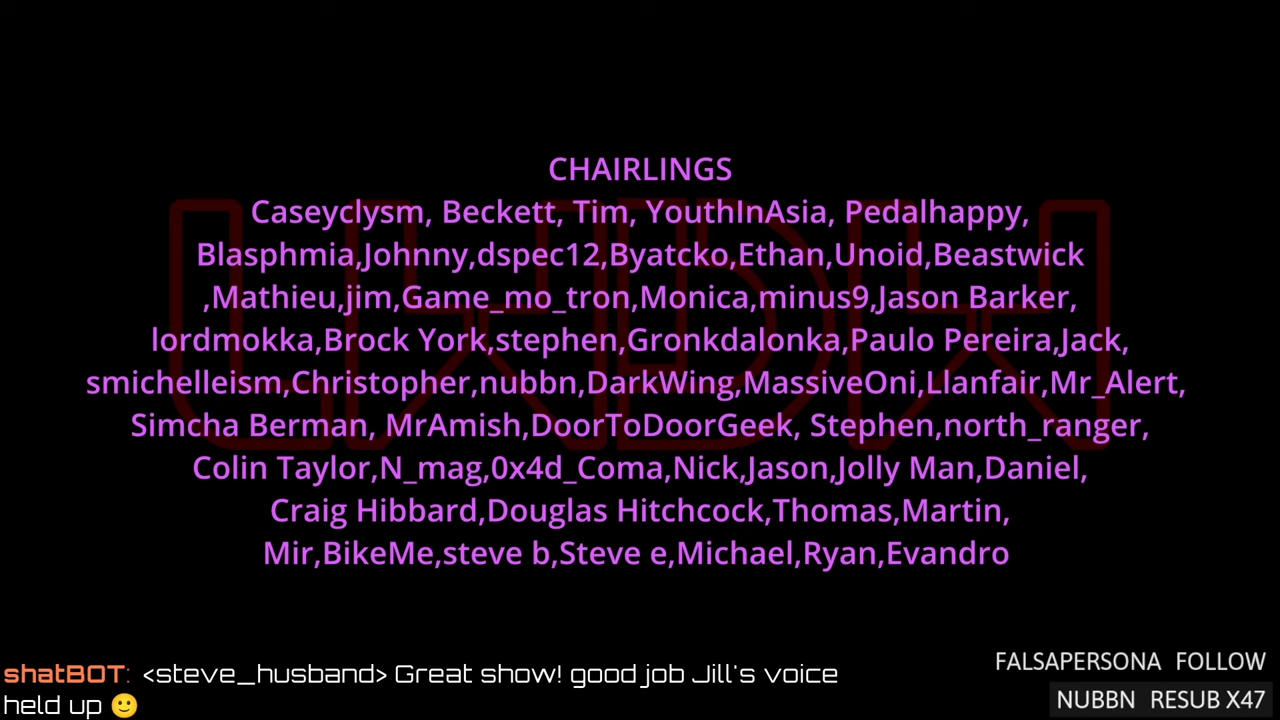 CHAIRLINGS
Caseyclysm, Beckett, Tim, YouthInAsia, Pedalhappy,
Blasphmia,Johnny,dspec12,Byatcko,Ethan,Unoid,Beastwick
,Mathieu,jim,Game_mo_tron,Monica,minus9,Jason Barker,
lordmokka,Brock York,stephen,Gronkdalonka,Paulo Pereira,Jack,
smichelleism,Christopher,nubbn,DarkWing,MassiveOni,Llanfair,Mr_Alert,
Simcha Berman, MrAmish,DoorToDoorGeek, Stephen,north_ranger,
Colin Taylor,N_mag,0x4d_Coma,Nick,Jason,Jolly Man,Daniel,
Craig Hibbard,Douglas Hitchcock,Thomas,Martin,
Mir,BikeMe,steve b,Steve e,Michael,Ryan,Evandro
shatBOT: <steve_husband> Great show! good job Jill's voice
held up 🙂
FALSAPERSONA FOLLOW
NUBBN RESUB X47